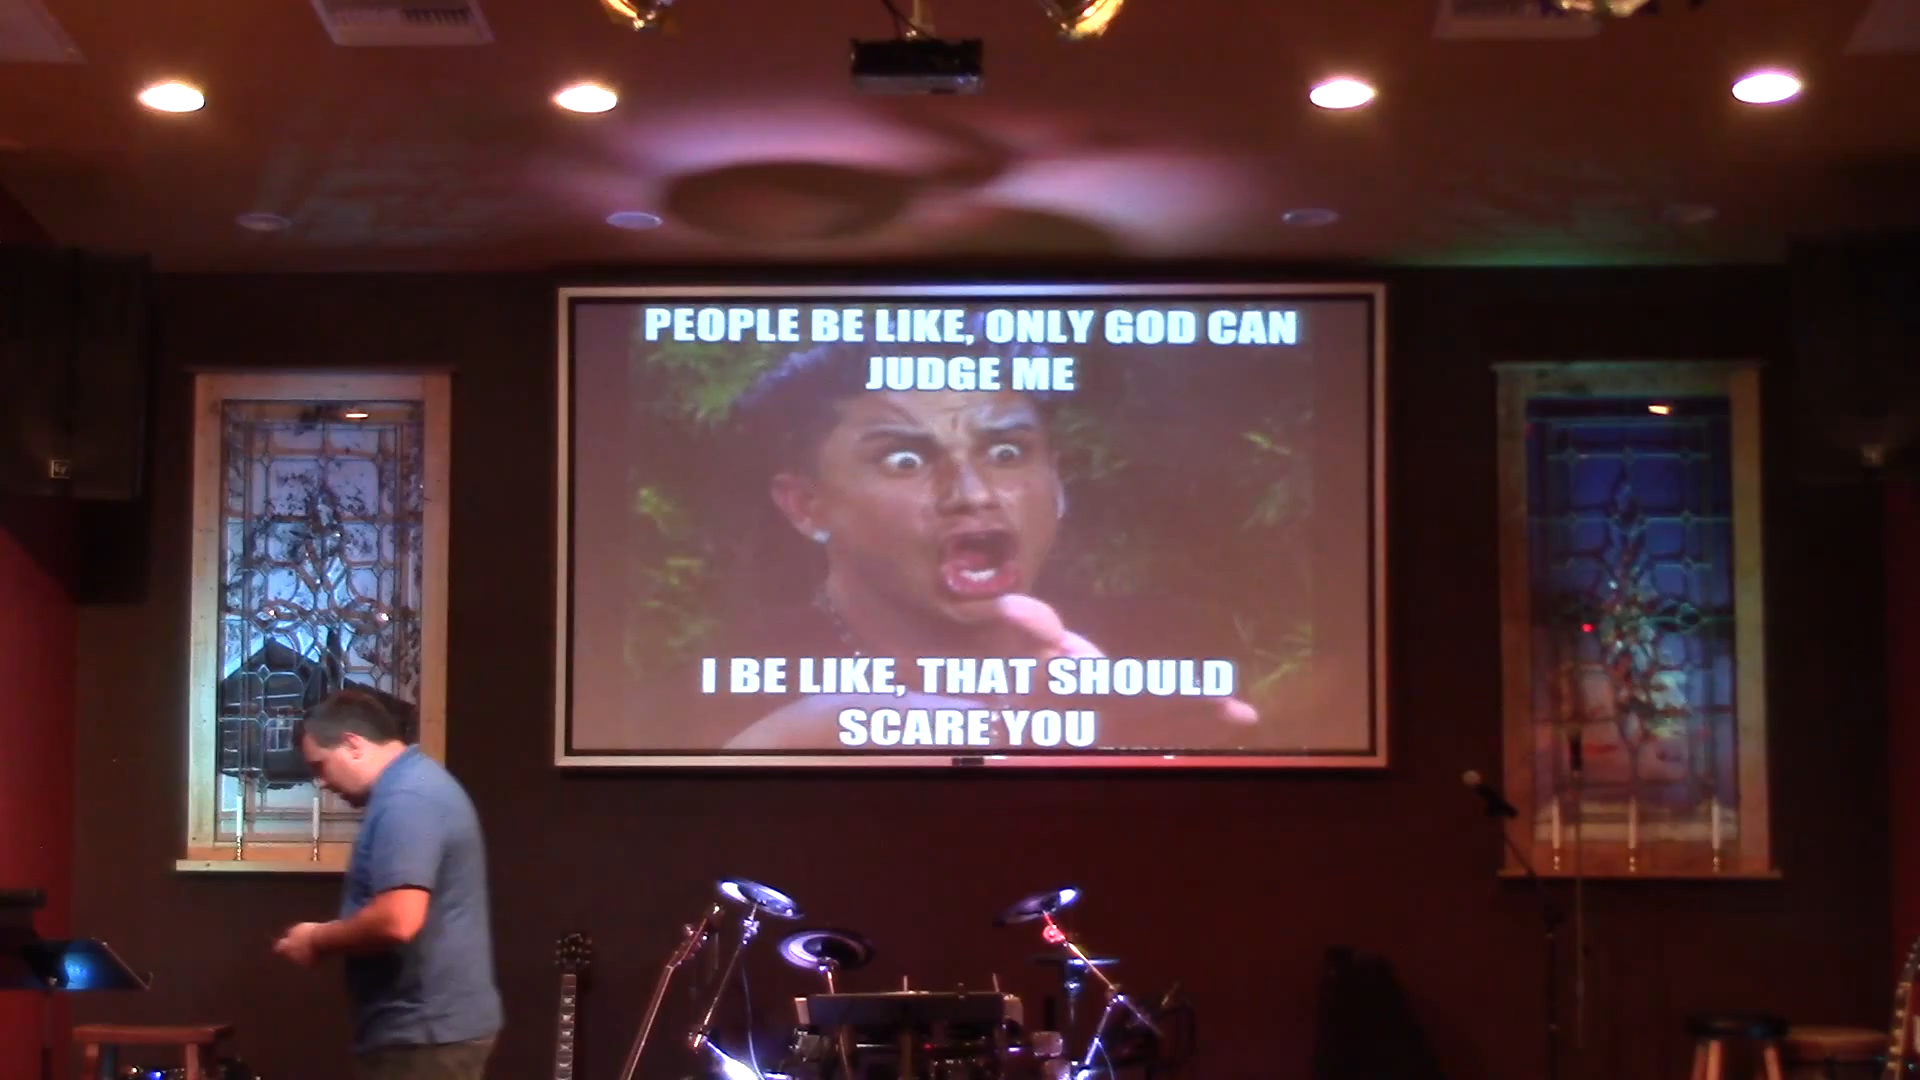 PEOPLE BE LIKE, ONLY GOD CAN
JUDGE ME
I BE LIKE, THAT SHOULD
SCARE YOU